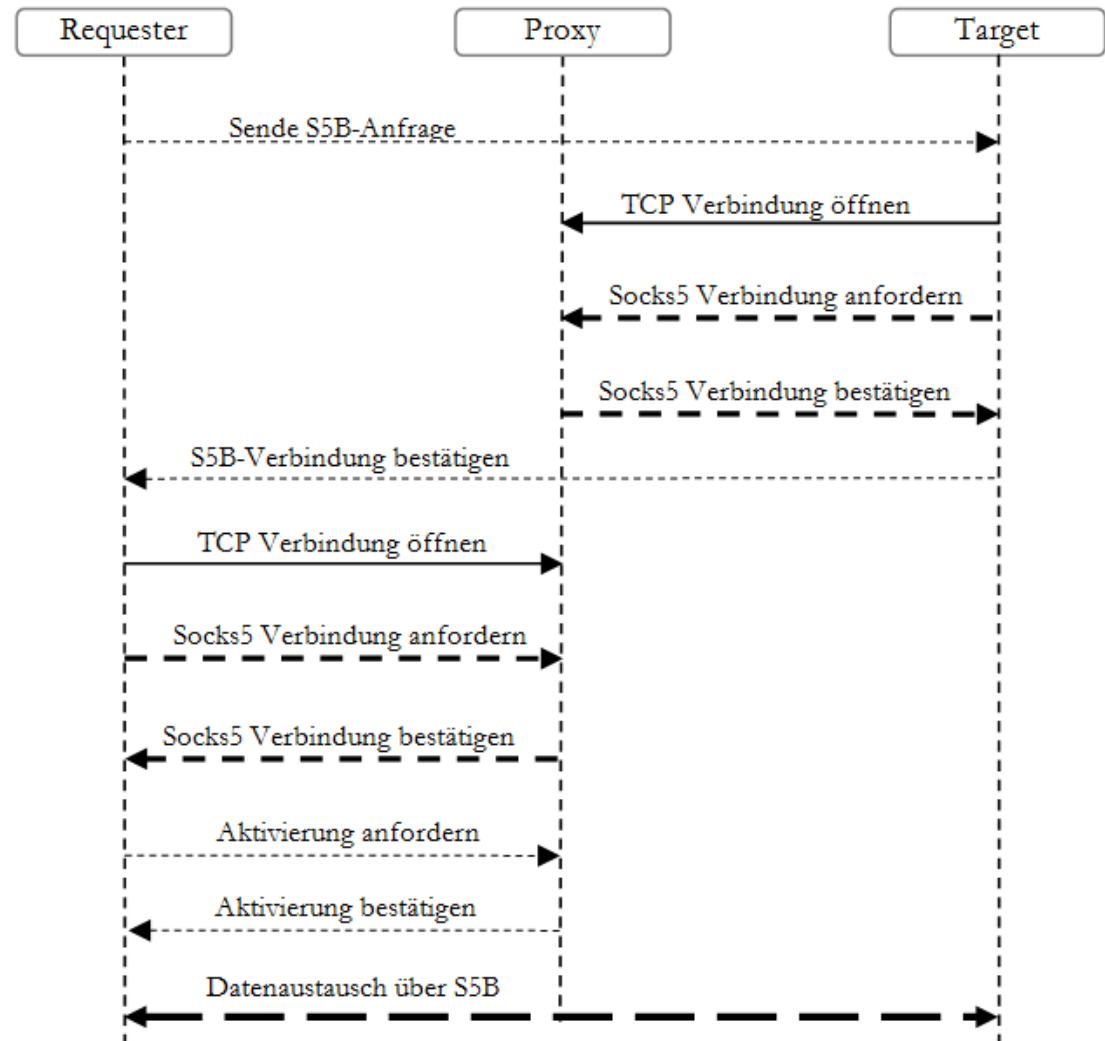 Requester
Proxy
Target
Sende S5B-Anfrage
TCP Verbindung öffnen
Socks5 Verbindung anfordern
Socks5 Verbindung bestätigen
S5B-Verbindung bestätigen
TCP Verbindung öffnen
Socks5 Verbindung anfordern
Socks5 Verbindung bestätigen
Aktivierung anfordern
Aktivierung bestätigen
Datenaustausch über S5B